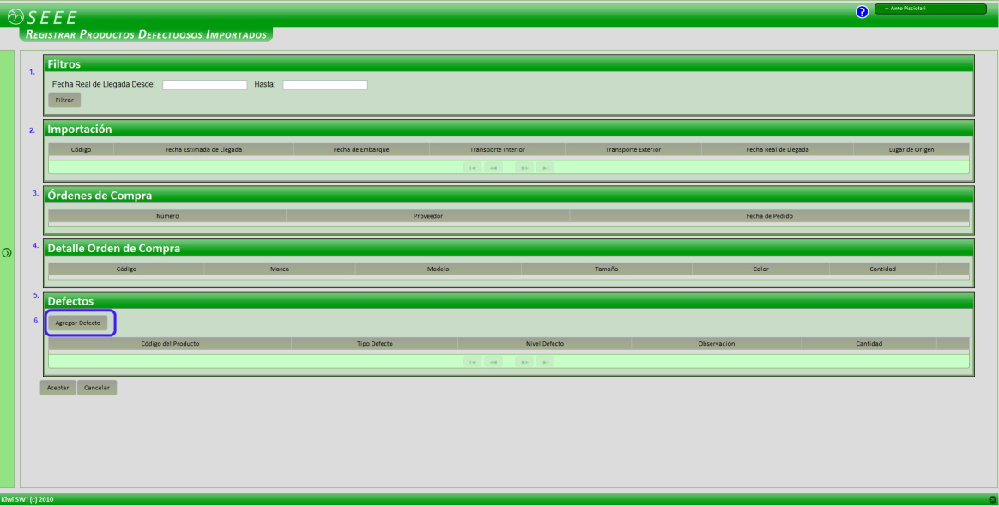 SEEE
? Anto Pisciolari
Registrar Productos Defectuosos Importados
1. Filtros
Fecha Real de Llegada Desde: Hasta:
Filtrar
2. Importación
Código Fecha Estimada de Llegada Fecha de Embarque Transporte Interior Transporte Exterior Fecha Real de Llegada Lugar de Origen
3. Órdenes de Compra
Número Proveedor Fecha de Pedido
4. Detalle Orden de Compra
Código Marca Modelo Tamaño Color Cantidad
5. Defectos
6. Agregar Defecto
Código del Producto Tipo Defecto Nivel Defecto Observación Cantidad
Aceptar Cancelar
Kiwi SW! (c) 2010